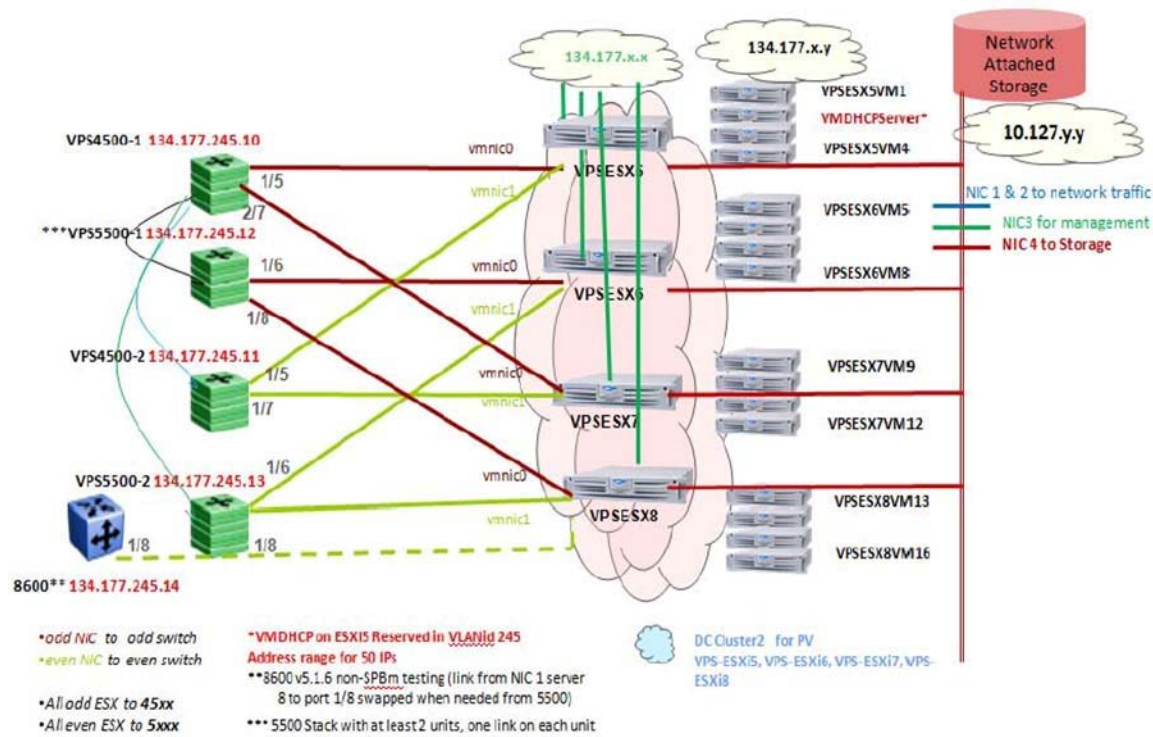 134.177.x.x
134.177.x.y
Network
Attached
Storage
10.127.y.y
VPS4500-1 134.177.245.10
1/5
2/7
***VPS5500-1 134.177.245.12
1/6
1/8
VPS4500-2 134.177.245.11
1/5
1/7
VPS5500-2 134.177.245.13
1/6
1/8
1/8
8600** 134.177.245.14
vmnic0
vmnic1
VPSESX5
vmnic0
vmnic1
VPSESX6
vmnic0
vmnic1
VPSESX7
vmnic0
vmnic1
VPSESX8
VPSESX5VM1
VMDHCPServer*
VPSESX5VM4
VPSESX6VM5
VPSESX6VM8
VPSESX7VM9
VPSESX7VM12
VPSESX8VM13
VPSESX8VM16
NIC 1 & 2 to network traffic
NIC3 for management
NIC 4 to Storage
•odd NIC to odd switch
•even NIC to even switch
•All odd ESX to 45xx
•All even ESX to 5xxx
*VMDHCP on ESXI5 Reserved in VLANid 245
Address range for 50 IPs
**8600 v5.1.6 non-SPBm testing (link from NIC 1 server
8 to port 1/8 swapped when needed from 5500)
*** 5500 Stack with at least 2 units, one link on each unit
DC Cluster2 for PV
VPS-ESXi5, VPS-ESXi6, VPS-ESXi7, VPS-
ESXi8